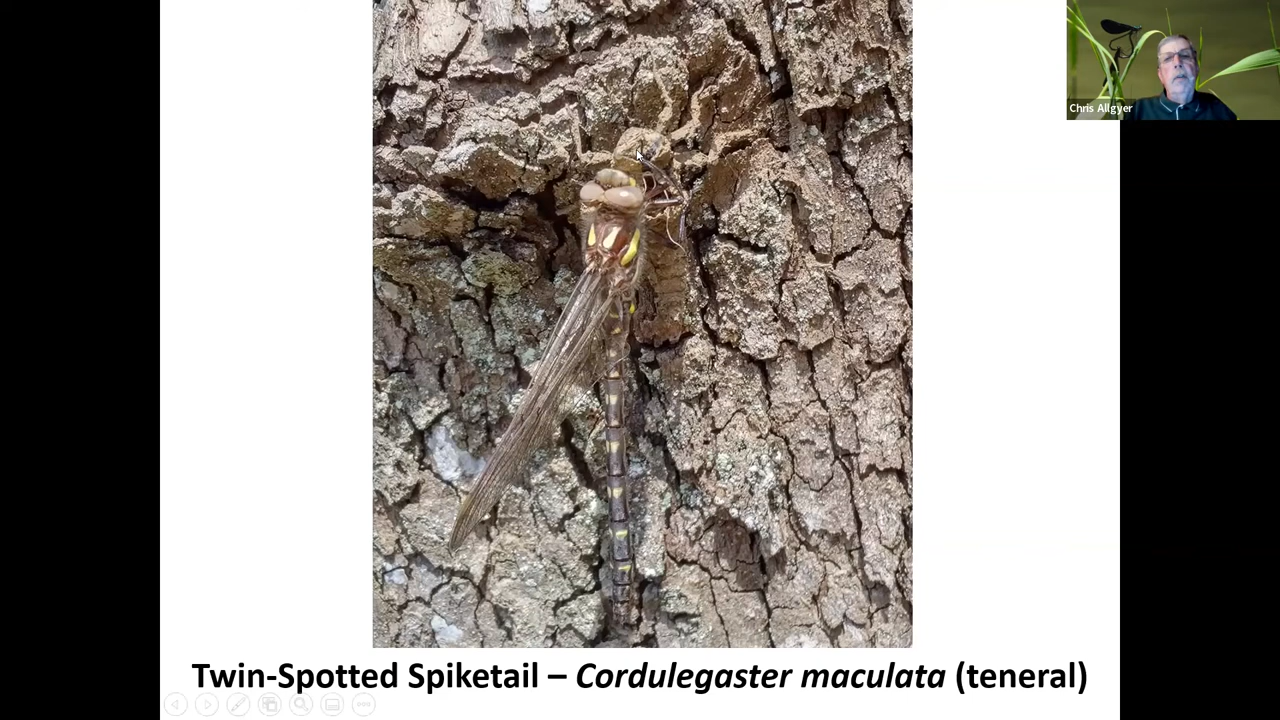 Chris Allgyer
Twin-Spotted Spiketail – Cordulegaster maculata (teneral)